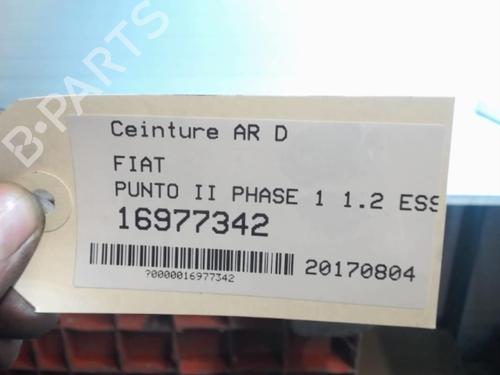 B-PARTS
Ceinture AR D
FIAT
PUNTO II PHASE 1 1.2 ESS
16977342
?0000016977342
20170804